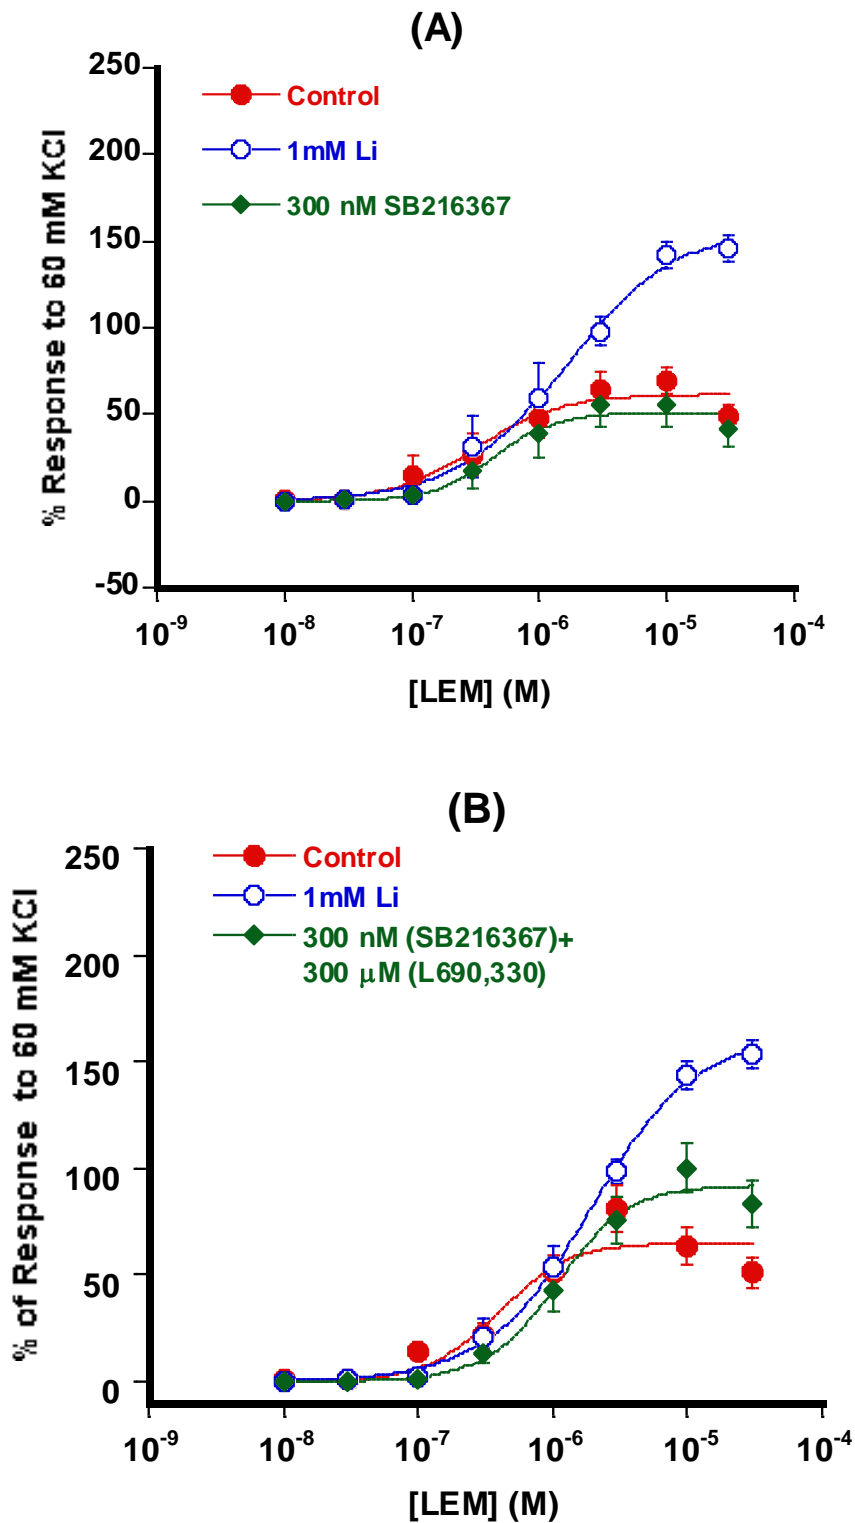 (A)
250
200
150
100
50
0
-50
% Response to 60 mM KCl
Control
1mM Li
300 nM SB216367
10-9 10-8 10-7 10-6 10-5 10-4
[LEM] (M)
(B)
250
200
150
100
50
0
% of Response to 60 mM KCl
Control
1mM Li
300 nM (SB216367)+
300 μM (L690,330)
10-9 10-8 10-7 10-6 10-5 10-4
[LEM] (M)